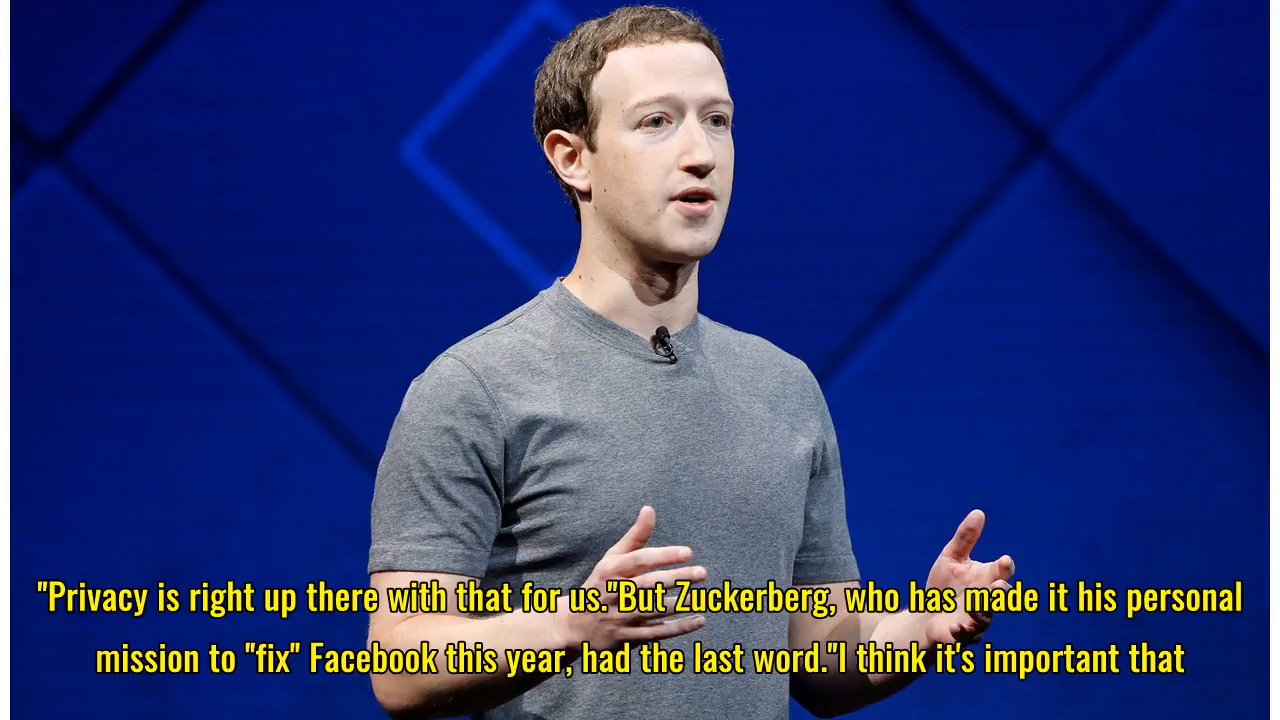 "Privacy is right up there with that for us."But Zuckerberg, who has made it his personal
mission to "fix" Facebook this year, had the last word."I think it's important that